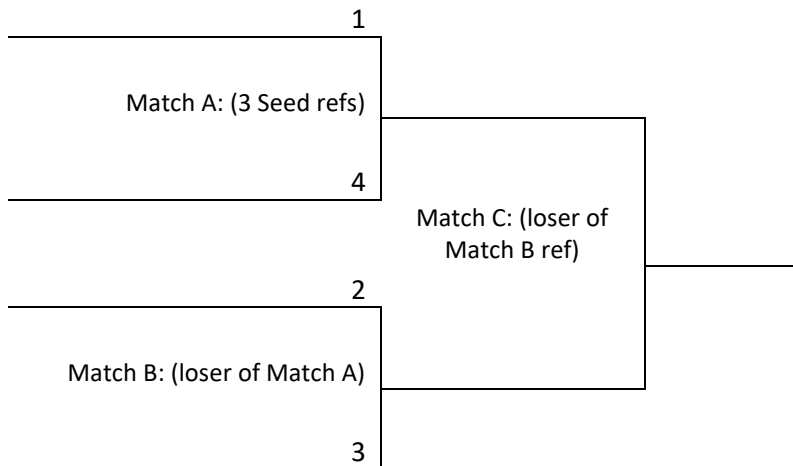 1
Match A: (3 Seed refs)
4
Match C: (loser of
Match B ref)
2
Match B: (loser of Match A)
3